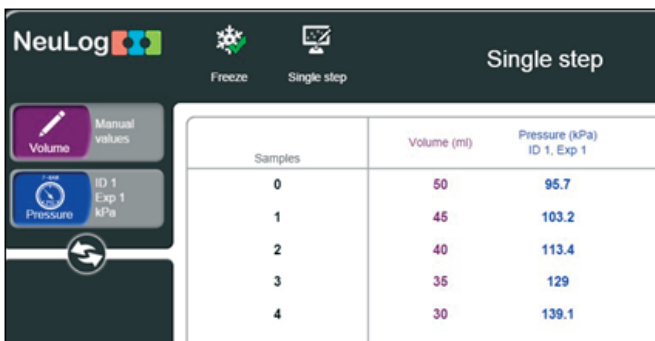 NeuLog
Freeze
Single step
Single step
Volume
Manual
values
Pressure
ID 1
Exp 1
kPa
Samples Volume (ml) Pressure (kPa)
ID 1, Exp 1
0 50 95.7
1 45 103.2
2 40 113.4
3 35 129
4 30 139.1